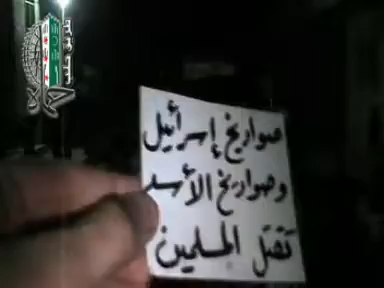 صواريخ إسرائيل
وصواريخ الأسد
تقتل المسلمين